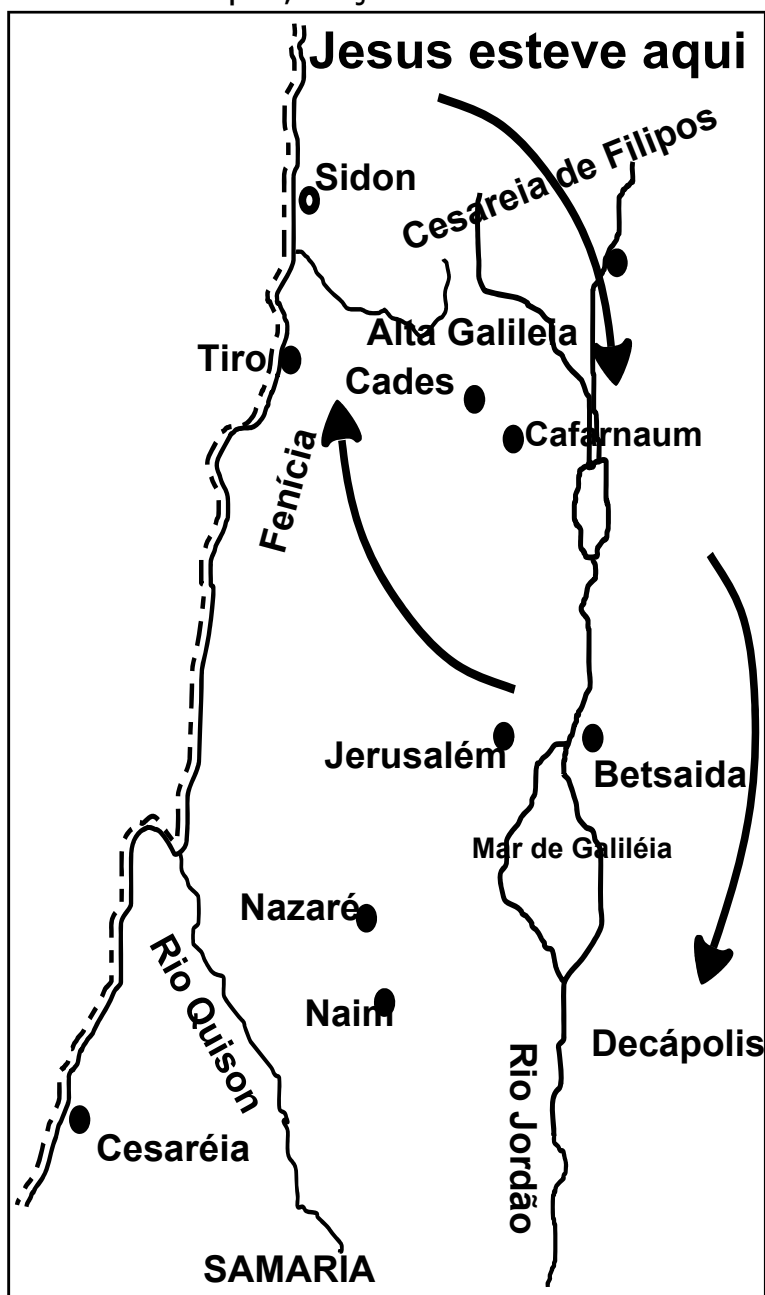 Jesus esteve aqui
Cesareia de Filipos
Sidon
Alta Galileia
Tiro
Cades
Cafarnaum
Fenícia
Jerusalém
Betsaida
Mar de Galiléia
Nazaré
Rio Quison
Naim
Decápolis
Rio Jordão
Cesaréia
SAMARIA